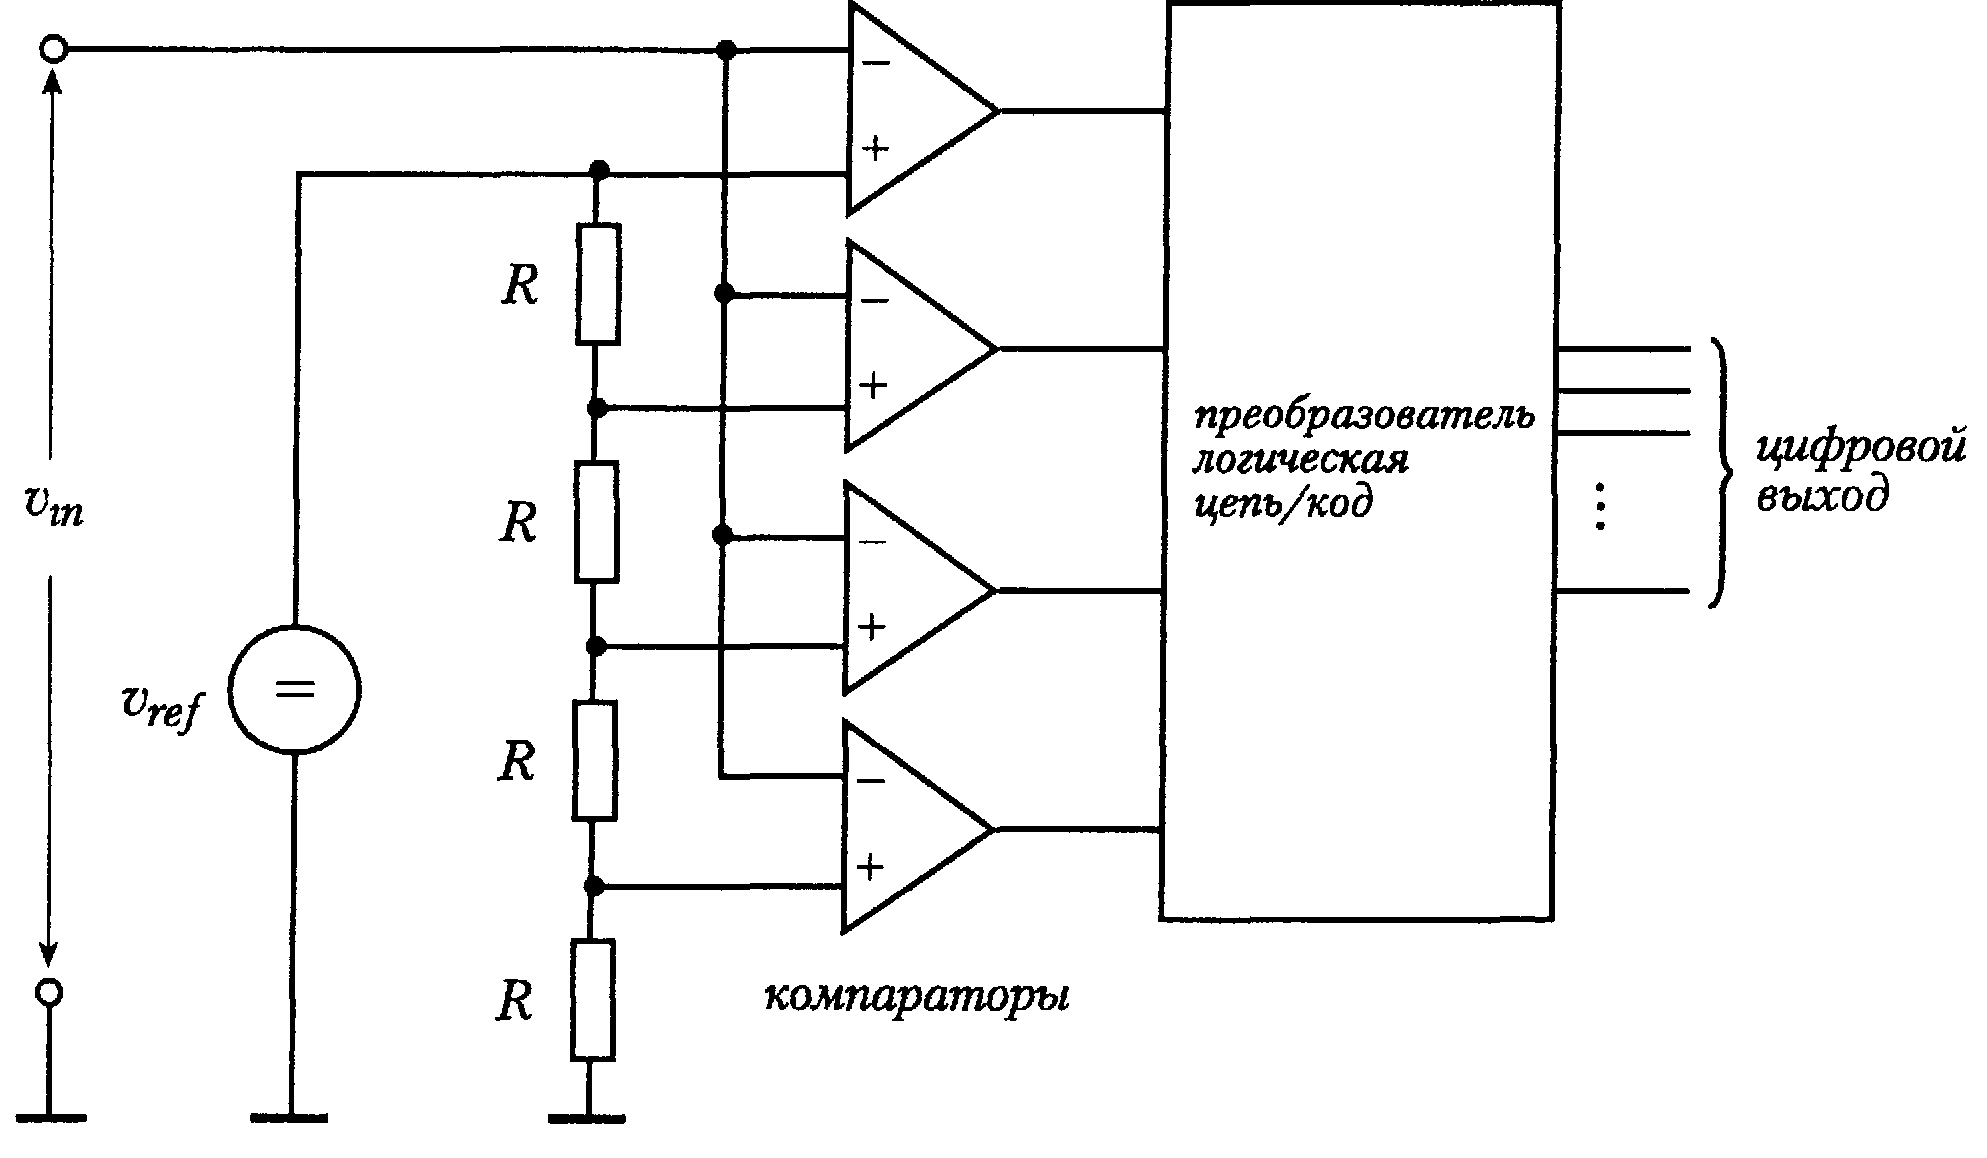 −
+
R
−
+
преобразователь
логическая
цепь/код
цифровой
выход
v_in
R
−
+
v_ref
=
R
−
+
компараторы
R